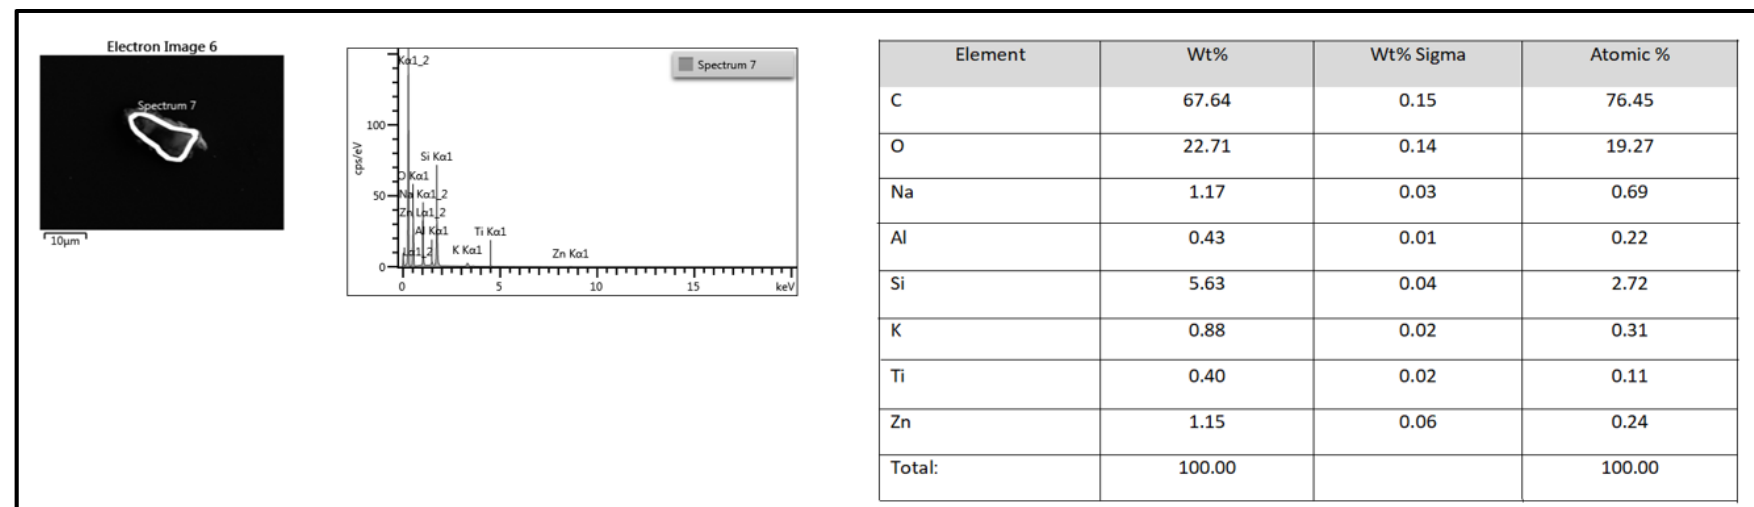 Electron Image 6
Spectrum 7
10μm
Spectrum 7
cps/eV
100
50
0
Kα1_2
Si Kα1
O Kα1
Na Kα1_2
Zn Lα1_2
Al Kα1
Ti Kα1
Lα1_2
K Kα1
Zn Kα1
0 5 10 15 keV
Element Wt% Wt% Sigma Atomic %
C 67.64 0.15 76.45
O 22.71 0.14 19.27
Na 1.17 0.03 0.69
Al 0.43 0.01 0.22
Si 5.63 0.04 2.72
K 0.88 0.02 0.31
Ti 0.40 0.02 0.11
Zn 1.15 0.06 0.24
Total: 100.00 100.00